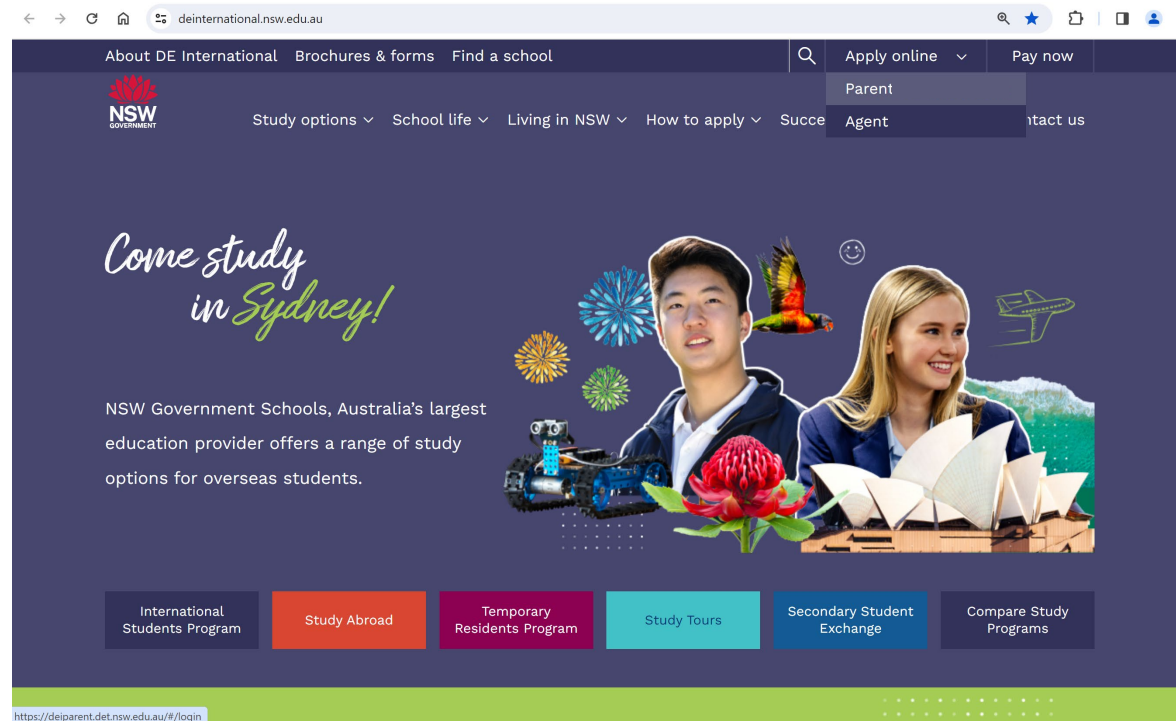 deinternational.nsw.edu.au
About DE International Brochures & forms Find a school Apply online Pay now
Parent
Agent
NSW
GOVERNMENT
Study options School life Living in NSW How to apply Succe ntact us
Come study
in Sydney!
NSW Government Schools, Australia's largest
education provider offers a range of study
options for overseas students.
International
Students Program
Study Abroad
Temporary
Residents Program
Study Tours
Secondary Student
Exchange
Compare Study
Programs
https://deiparent.det.nsw.edu.au/#/login